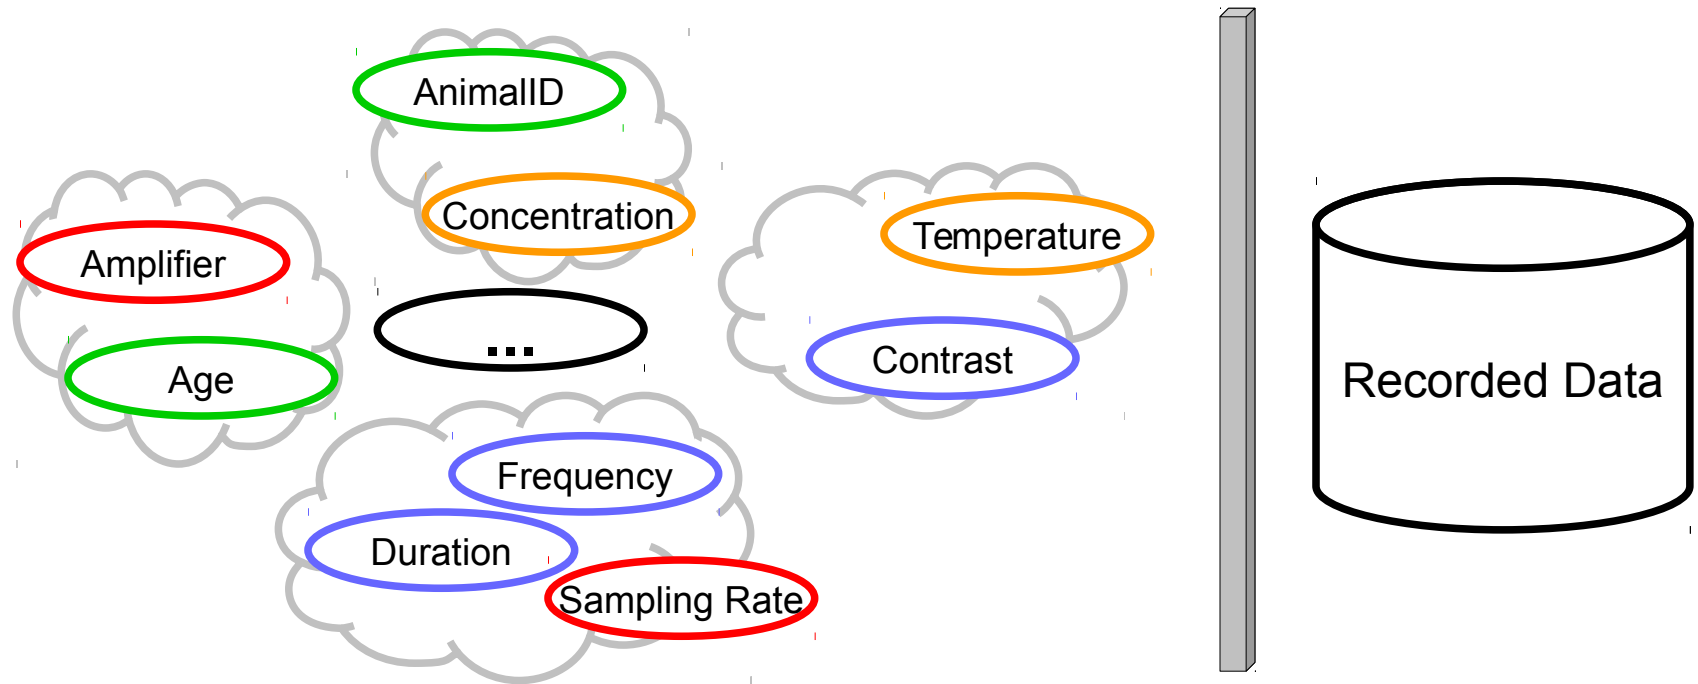 AnimalID
Concentration
Amplifier
Temperature
...
Contrast
Age
Recorded Data
Frequency
Duration
Sampling Rate